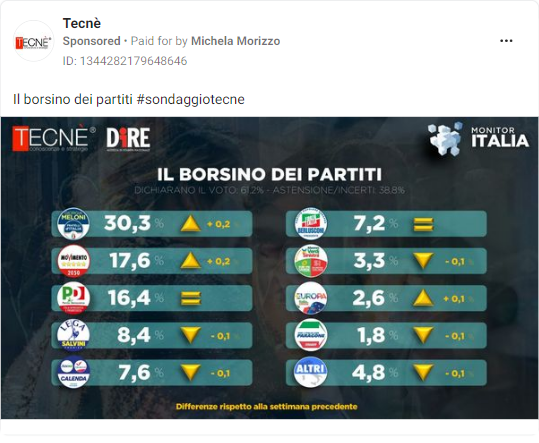 Tecnè
Sponsored • Paid for by Michela Morizzo
ID: 1344282179648646
Il borsino dei partiti #sondaggiotecne
TECNÈ®
conoscenza e strategia
DiRE
MONITOR
ITALIA
IL BORSINO DEI PARTITI
DICHIARANO IL VOTO: 61.2% - ASTENSIONE/INCERTI: 38.8%
MELONI
30,3 % + 0,2
MOVIMENTO
2050
17,6 % + 0,2
PD
16,4 %
LEGA
SALVINI
8,4 % - 0,1
CALENDA
7,6 % - 0,1
BERLUSCONI
7,2 %
3,3 % - 0,1
EUROPA
2,6 % + 0,1
PARAGONE
1,8 % - 0,1
ALTRI
4,8 % - 0,1
Differenze rispetto alla settimana precedente